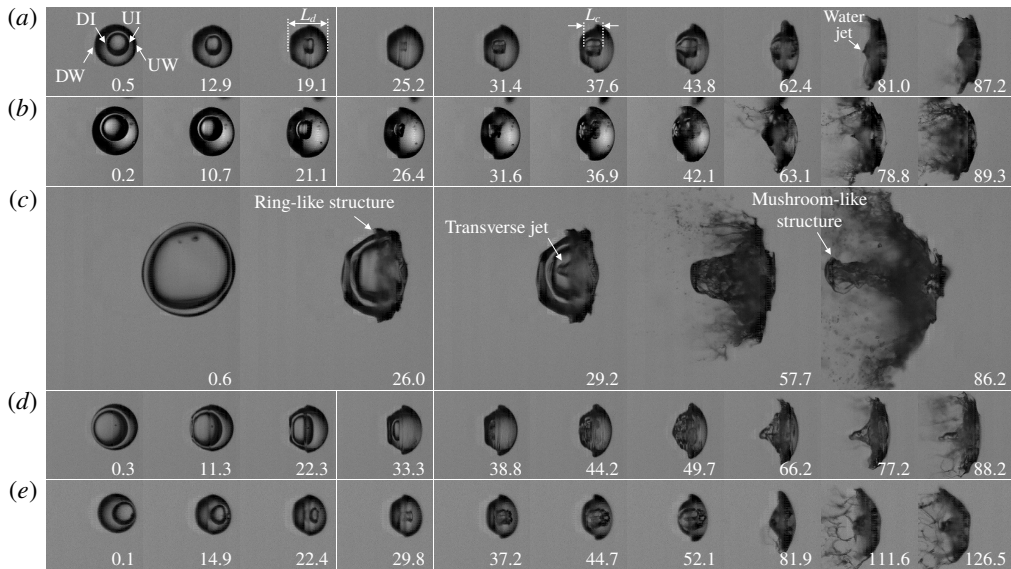 (a) DI UI DW UW L_d L_c Water jet
0.5 12.9 19.1 25.2 31.4 37.6 43.8 62.4 81.0 87.2
(b)
0.2 10.7 21.1 26.4 31.6 36.9 42.1 63.1 78.8 89.3
(c) Ring-like structure Transverse jet Mushroom-like structure
0.6 26.0 29.2 57.7 86.2
(d)
0.3 11.3 22.3 33.3 38.8 44.2 49.7 66.2 77.2 88.2
(e)
0.1 14.9 22.4 29.8 37.2 44.7 52.1 81.9 111.6 126.5